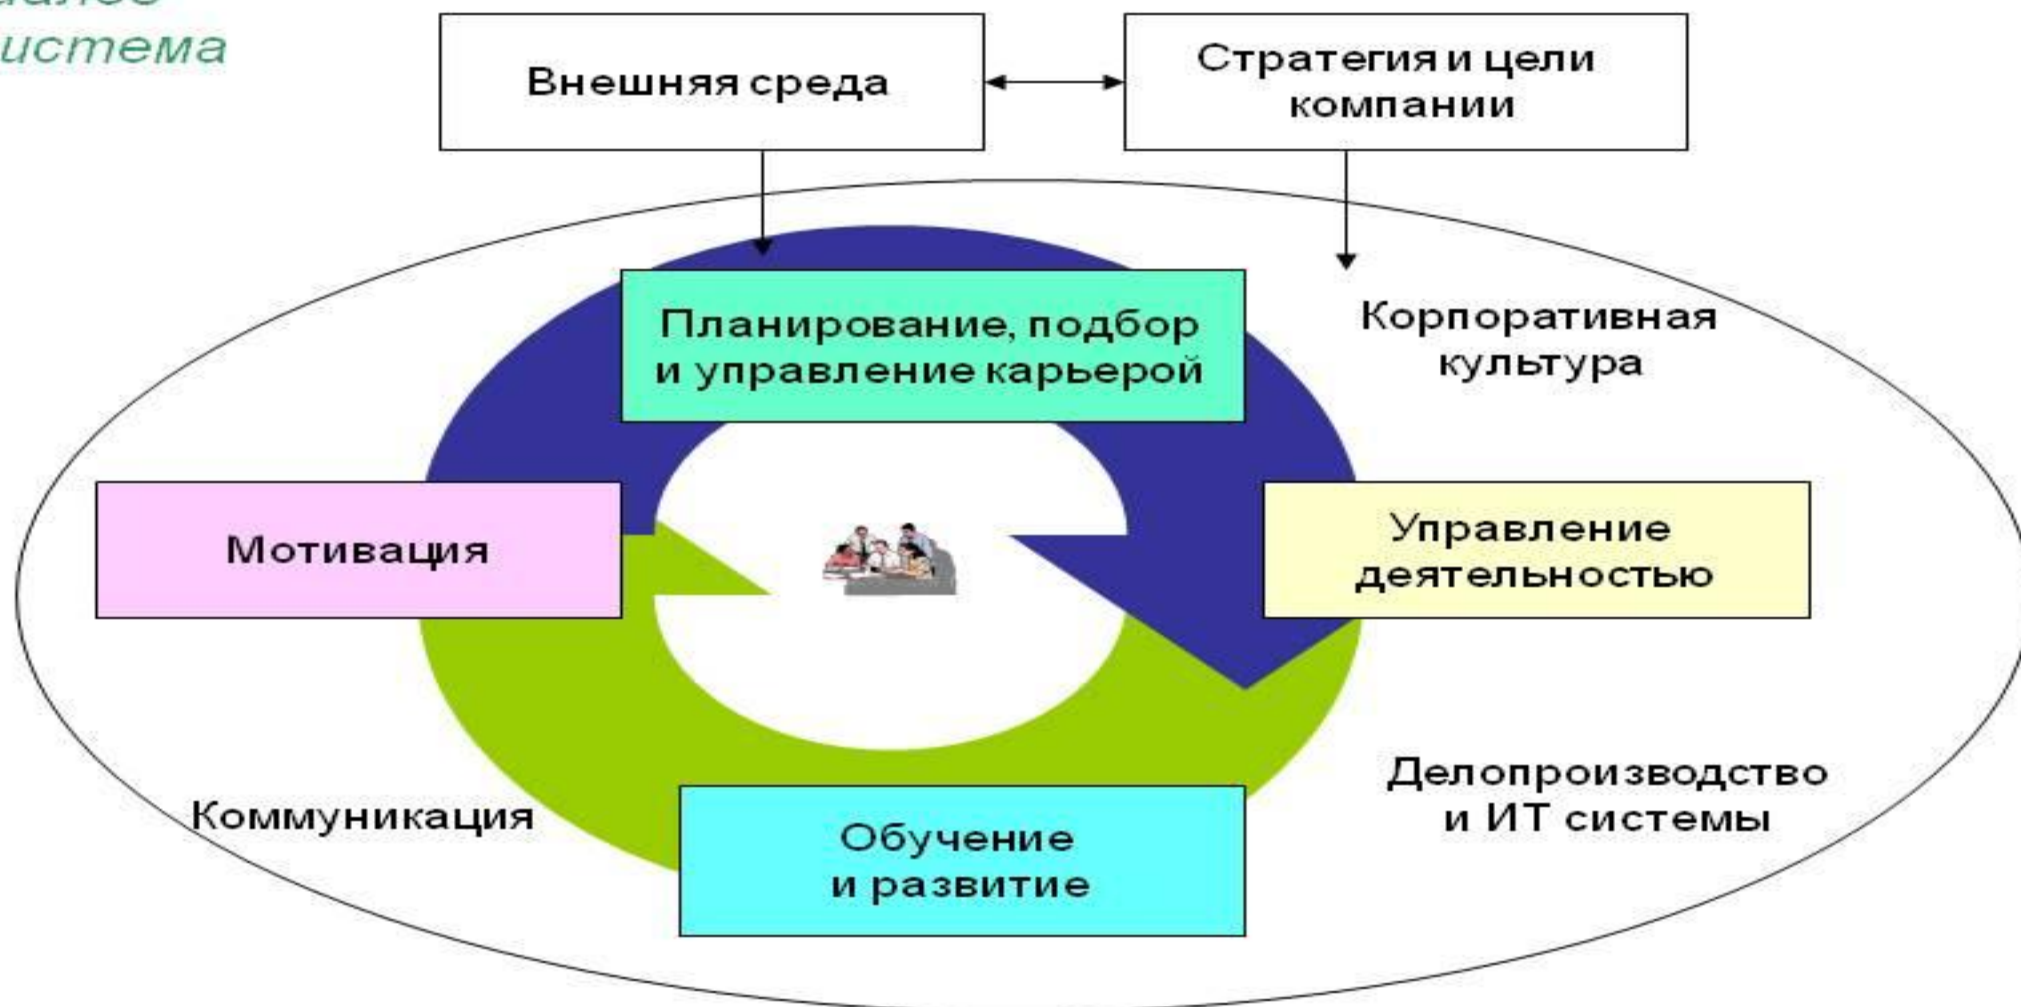 система
Внешняя среда
Стратегия и цели
компании
Планирование, подбор
и управление карьерой
Корпоративная
культура
Мотивация
Управление
деятельностью
Коммуникация
Делопроизводство
и ИТ системы
Обучение
и развитие